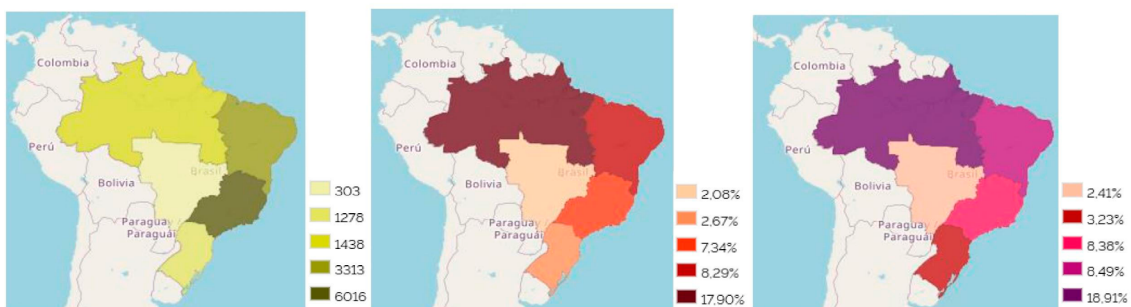 Colombia
Perú
Brasil
Bolivia
Paraguay
Paraguái
303
1278
1438
3313
6016
Colombia
Perú
Brasil
Bolivia
Paraguay
Paraguái
2,08%
2,67%
7,34%
8,29%
17,90%
Colombia
Perú
Brasil
Bolivia
Paraguay
Paraguái
2,41%
3,23%
8,38%
8,49%
18,91%